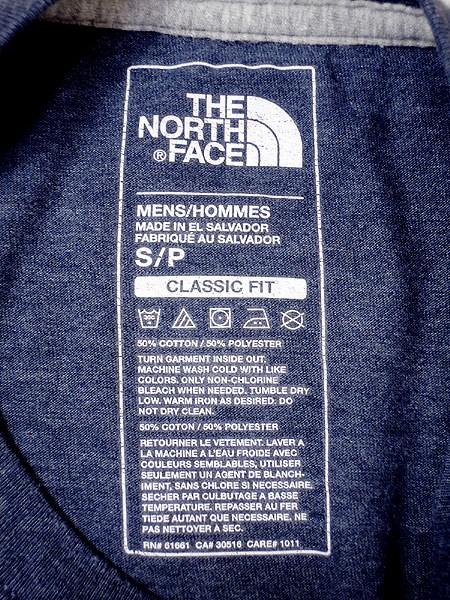 THE
NORTH
® FACE
MENS/HOMMES
MADE IN EL SALVADOR
FABRIQUÉ AU SALVADOR
S/P
CLASSIC FIT
50% COTTON / 50% POLYESTER
TURN GARMENT INSIDE OUT.
MACHINE WASH COLD WITH LIKE
COLORS. ONLY NON-CHLORINE
BLEACH WHEN NEEDED. TUMBLE DRY
LOW. WARM IRON AS DESIRED. DO
NOT DRY CLEAN.
50% COTON / 50% POLYESTER
RETOURNER LE VETEMENT. LAVER A
LA MACHINE A L'EAU FROIDE AVEC
COULEURS SEMBLABLES, UTILISER
SEULEMENT UN AGENT DE BLANCH-
IMENT, SANS CHLORE SI NECESSAIRE.
SECHER PAR CULBUTAGE A BASSE
TEMPERATURE. REPASSER AU FER
TIEDE AUTANT QUE NECESSAIRE. NE
PAS NETTOYER A SEC.
RN# 61661 CA# 30516 CARE# 1011